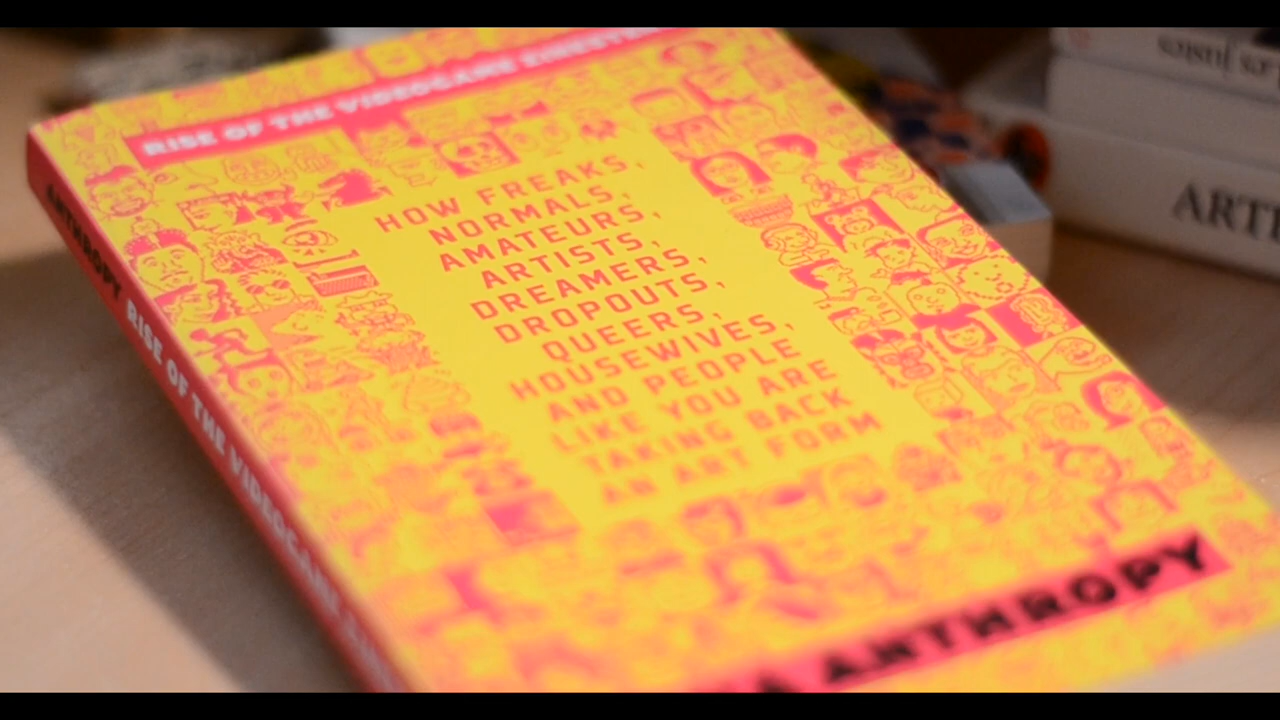 RISE OF THE VIDEOGAME ZINESTERS
HOW FREAKS,
NORMALS,
AMATEURS,
ARTISTS,
DREAMERS,
DROPOUTS,
QUEERS,
HOUSEWIVES,
AND PEOPLE
LIKE YOU ARE
TAKING BACK
AN ART FORM
ANTHROPY
ANTHROPY RISE OF THE VIDEOGAME
ART